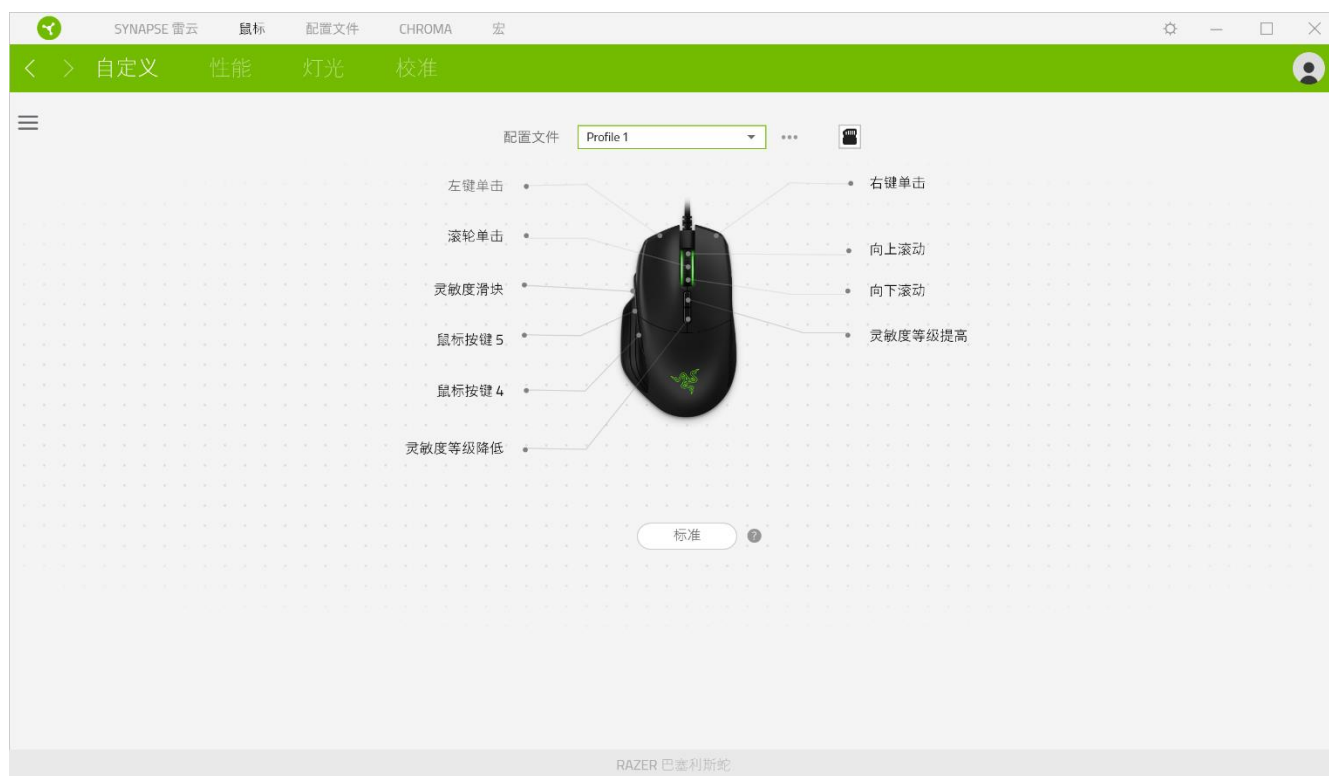 SYNAPSE 雷云 鼠标 配置文件 CHROMA 宏
自定义 性能 灯光 校准
配置文件 Profile 1
左键单击 右键单击
滚轮单击 向上滚动
灵敏度滑块 向下滚动
鼠标按键 5 灵敏度等级提高
鼠标按键 4
灵敏度等级降低
标准 ?
RAZER 巴塞利斯蛇